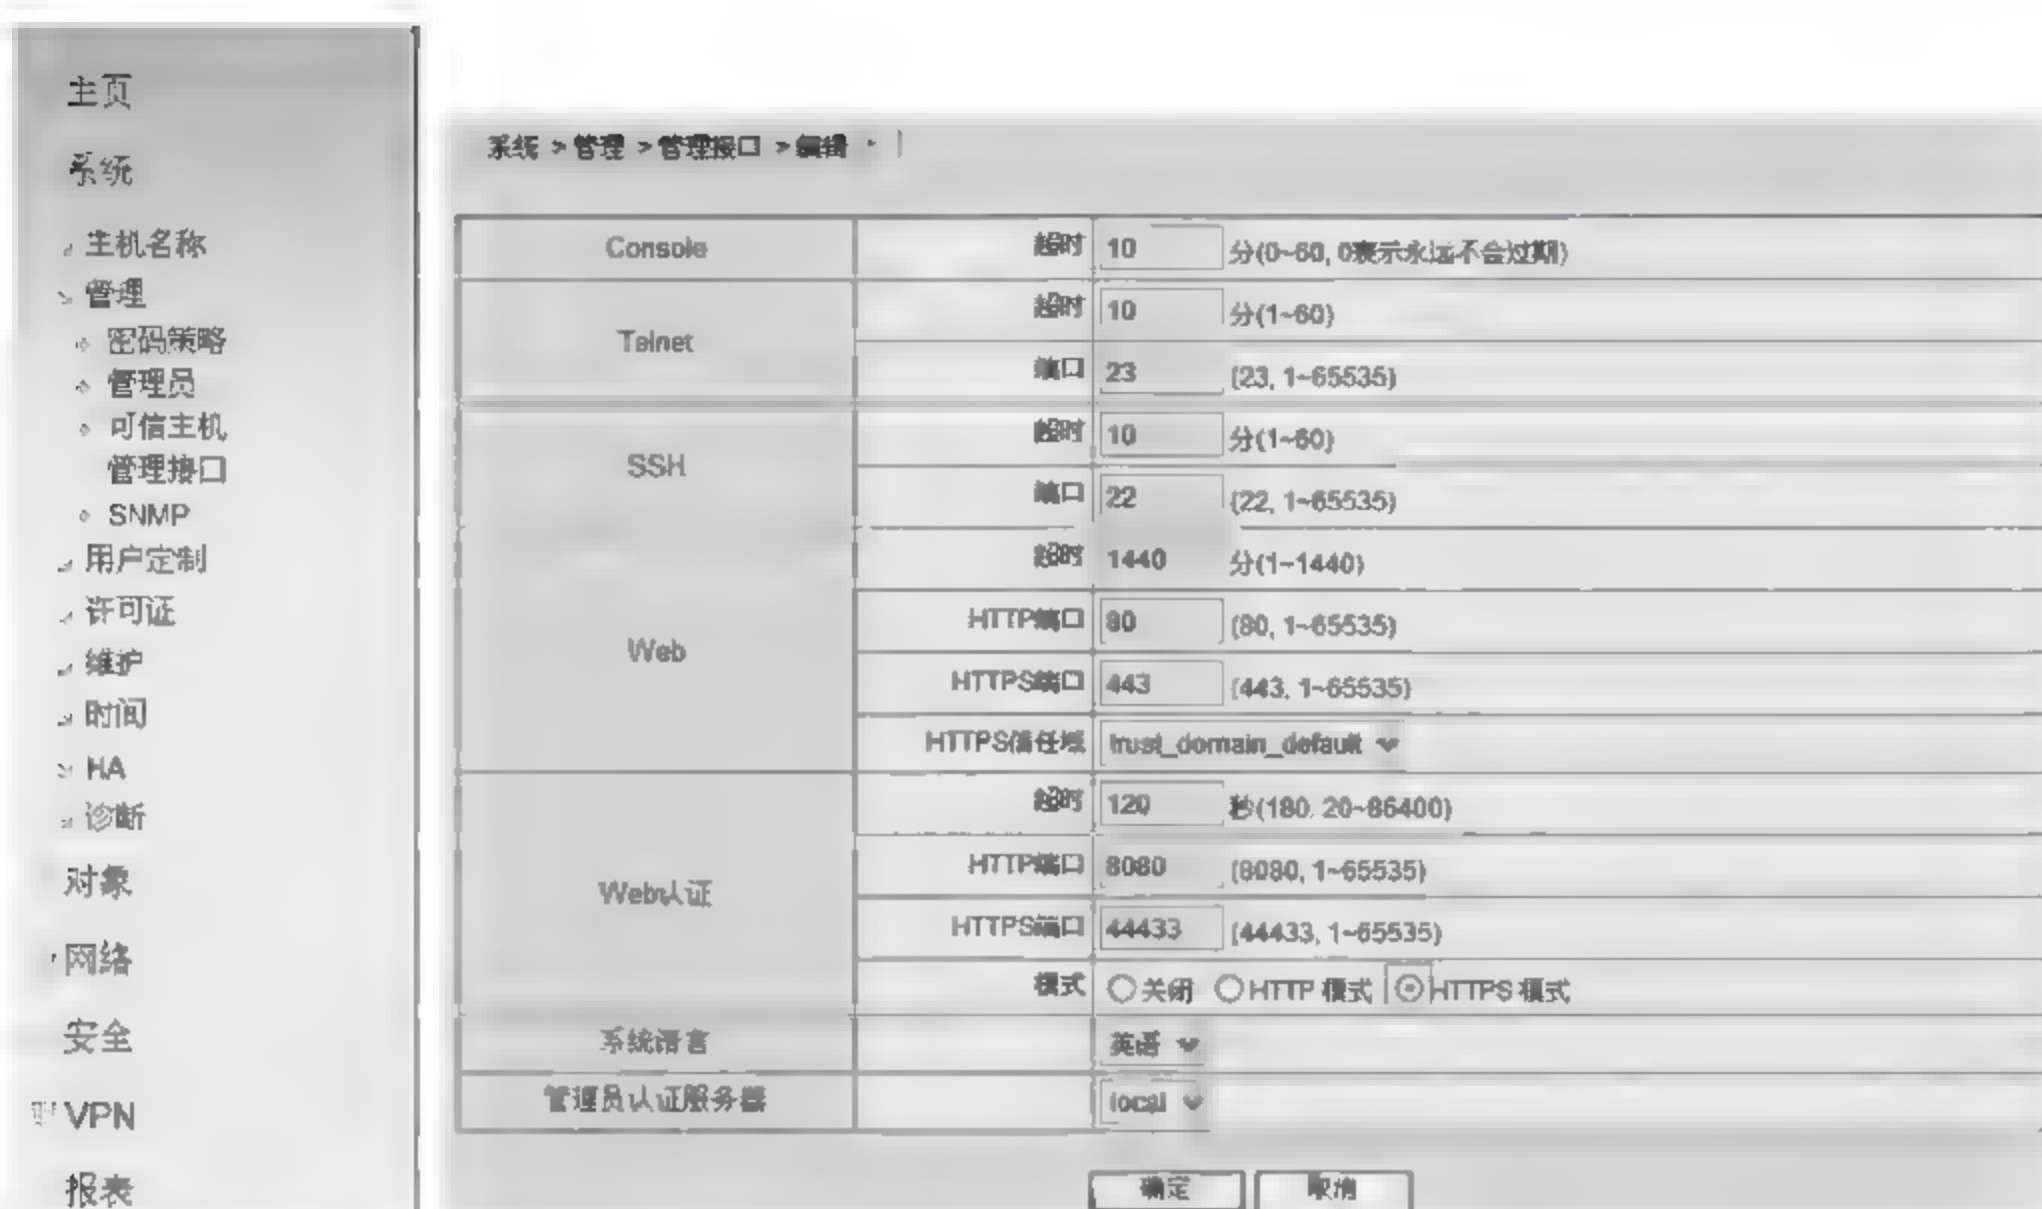 主页
系统
主机名称
管理
密码策略
管理员
可信主机
管理接口
SNMP
用户定制
许可证
维护
时间
HA
诊断
对象
网络
安全
VPN
报表
系统 > 管理 > 管理接口 > 编辑
Console 超时 10 分(0~60, 0表示永远不会过期)
Telnet 超时 10 分(1~60)
端口 23 (23, 1~65535)
SSH 超时 10 分(1~60)
端口 22 (22, 1~65535)
Web 超时 1440 分(1~1440)
HTTP端口 80 (80, 1~65535)
HTTPS端口 443 (443, 1~65535)
HTTPS信任域 trust_domain_default
Web认证 超时 120 秒(180, 20~86400)
HTTP端口 8080 (8080, 1~65535)
HTTPS端口 44433 (44433, 1~65535)
模式 关闭 HTTP 模式 HTTPS 模式
系统语言 英语
管理员认证服务器 local
确定 取消